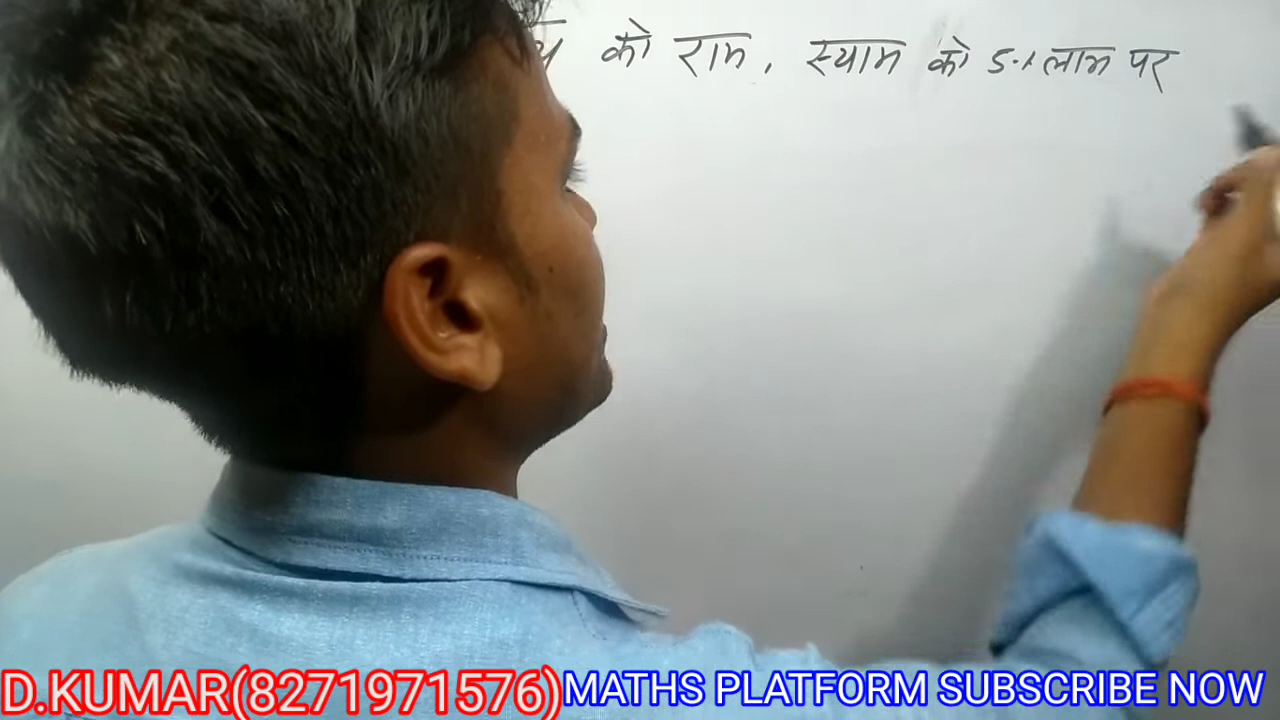 को राम, स्याम को 5% लाभ पर
D.KUMAR(8271971576)MATHS PLATFORM SUBSCRIBE NOW